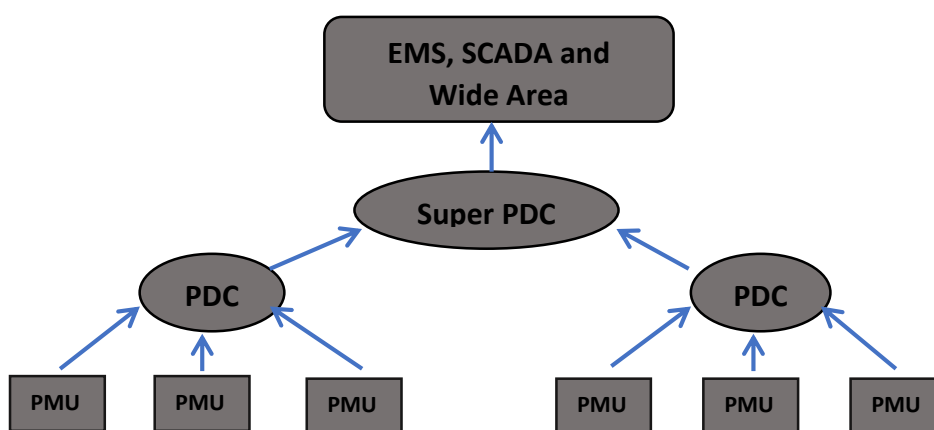 EMS, SCADA and
Wide Area
Super PDC
PDC
PDC
PMU
PMU
PMU
PMU
PMU
PMU